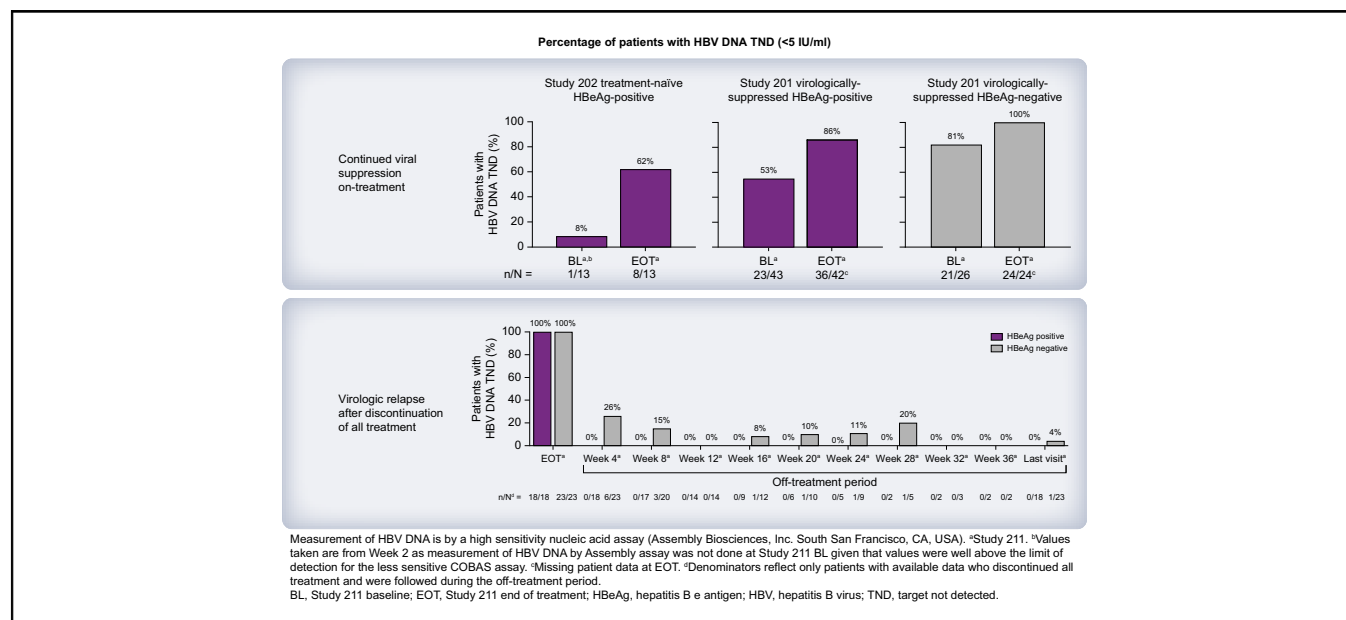 Percentage of patients with HBV DNA TND (<5 IU/ml)
Study 202 treatment-naïve
HBeAg-positive
Study 201 virologically-
suppressed HBeAg-positive
Study 201 virologically-
suppressed HBeAg-negative
Continued viral
suppression
on-treatment
Patients with
HBV DNA TND (%)
100
80
60
40
20
0
8%
62%
53%
86%
81%
100%
BLᵃ,ᵇ
EOTᵃ
BLᵃ
EOTᵃ
BLᵃ
EOTᵃ
n/N =
1/13
8/13
23/43
36/42ᶜ
21/26
24/24ᶜ
Virologic relapse
after discontinuation
of all treatment
Patients with
HBV DNA TND (%)
100
80
60
40
20
0
100% 100%
0% 26%
0% 15%
0% 0%
0% 8%
0% 10%
0% 11%
0% 20%
0% 0%
0% 0%
0% 4%
HBeAg positive
HBeAg negative
EOTᵃ Week 4ᵃ Week 8ᵃ Week 12ᵃ Week 16ᵃ Week 20ᵃ Week 24ᵃ Week 28ᵃ Week 32ᵃ Week 36ᵃ Last visitᵃ
Off-treatment period
n/Nᵈ = 18/18 23/23 0/18 6/23 0/17 3/20 0/14 0/14 0/9 1/12 0/6 1/10 0/5 1/9 0/2 1/5 0/2 0/3 0/2 0/2 0/18 1/23
Measurement of HBV DNA is by a high sensitivity nucleic acid assay (Assembly Biosciences, Inc. South San Francisco, CA, USA). ᵃStudy 211. ᵇValues
taken are from Week 2 as measurement of HBV DNA by Assembly assay was not done at Study 211 BL given that values were well above the limit of
detection for the less sensitive COBAS assay. ᶜMissing patient data at EOT. ᵈDenominators reflect only patients with available data who discontinued all
treatment and were followed during the off-treatment period.
BL, Study 211 baseline; EOT, Study 211 end of treatment; HBeAg, hepatitis B e antigen; HBV, hepatitis B virus; TND, target not detected.